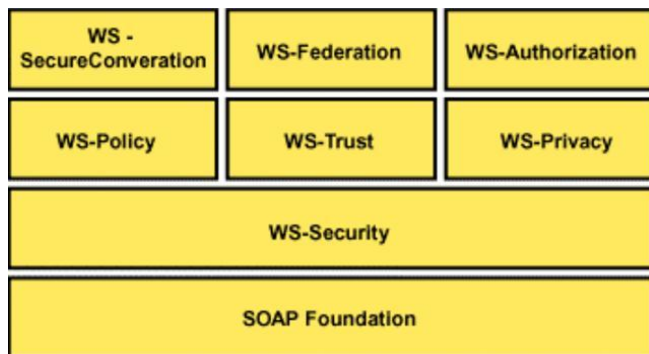 WS -
SecureConveration
WS-Federation
WS-Authorization
WS-Policy
WS-Trust
WS-Privacy
WS-Security
SOAP Foundation